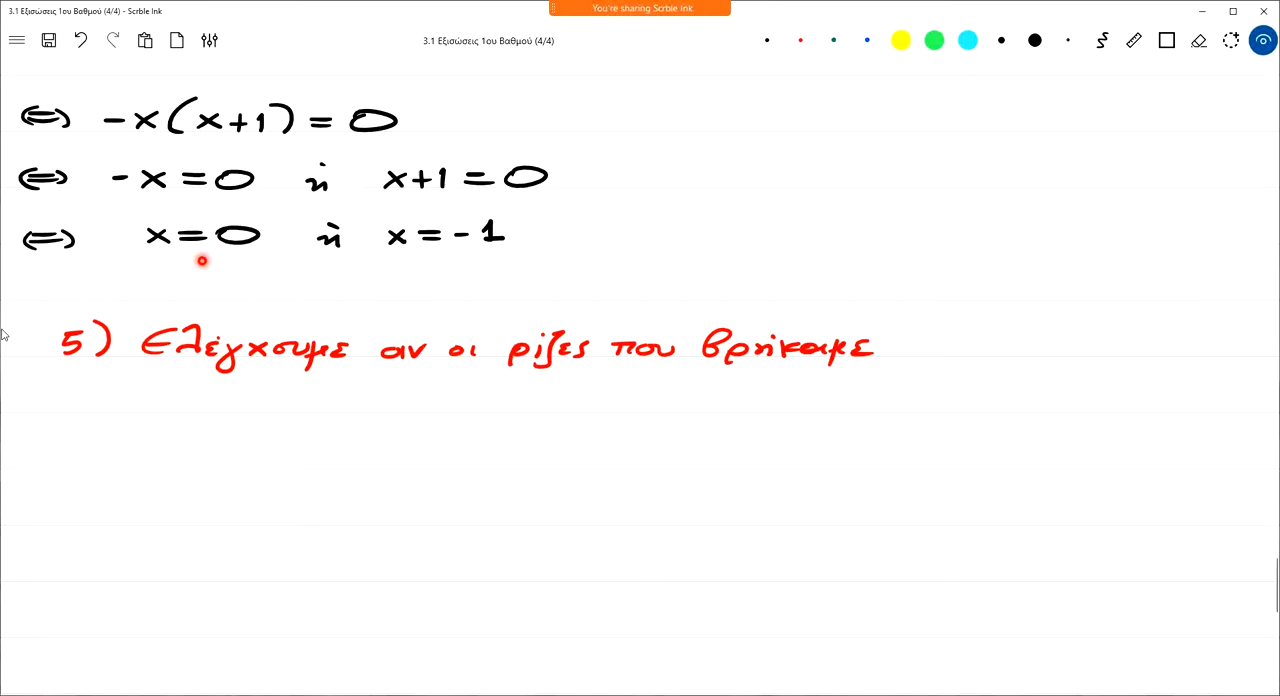 3.1 Εξισώσεις 1ου Βαθμού (4/4) - Scrble Ink
You're sharing Scrble Ink
3.1 Εξισώσεις 1ου Βαθμού (4/4)
⇔ -x(x+1) = 0
⇔ -x = 0 ή x+1 = 0
⇔ x = 0 ή x = -1
5) Ελέγχουμε αν οι ρίζες που βρήκαμε